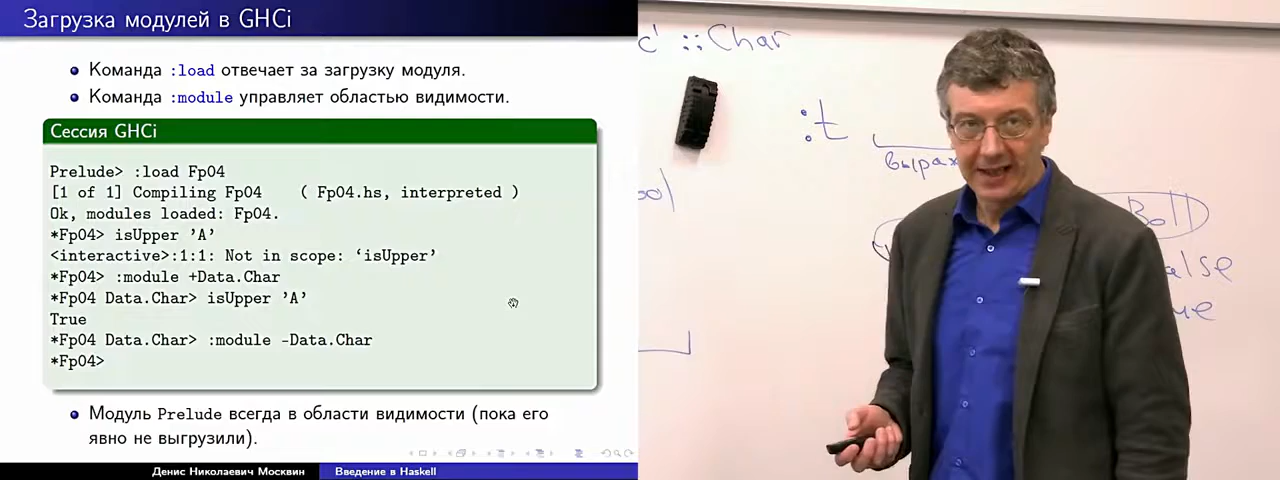 Загрузка модулей в GHCi
Команда :load отвечает за загрузку модуля.
Команда :module управляет областью видимости.
Сессия GHCi
Prelude> :load Fp04
[1 of 1] Compiling Fp04    ( Fp04.hs, interpreted )
Ok, modules loaded: Fp04.
*Fp04> isUpper ’A’
<interactive>:1:1: Not in scope: ‘isUpper’
*Fp04> :module +Data.Char
*Fp04 Data.Char> isUpper ’A’
True
*Fp04 Data.Char> :module -Data.Char
*Fp04>
Модуль Prelude всегда в области видимости (пока его
явно не выгрузили).
Денис Николаевич Москвин
Введение в Haskell
c' :: Char
:t
выраж